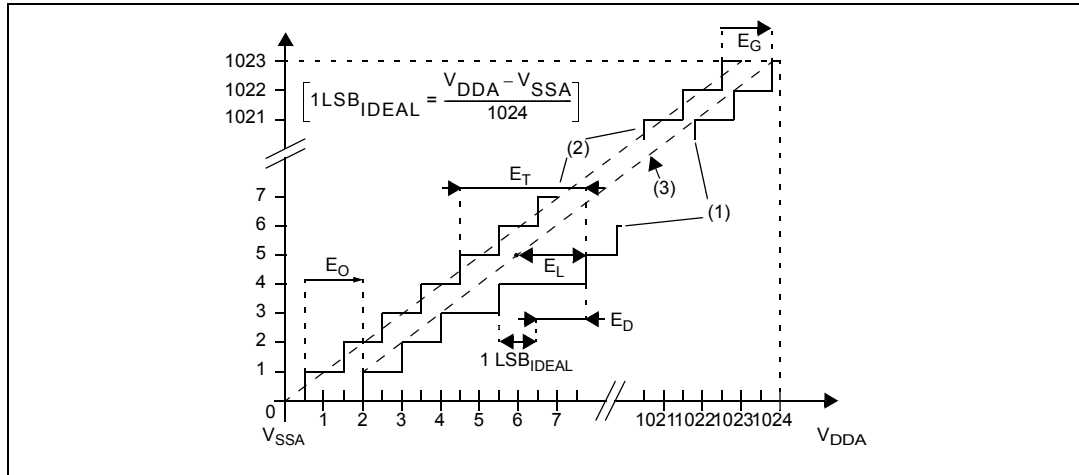 E_G
1023
1022
1021
[1LSB_IDEAL = (V_DDA – V_SSA) / 1024]
(2)
E_T
(3)
7
(1)
6
5
E_L
E_O
4
3
E_D
2
1 LSB_IDEAL
1
0
1 2 3 4 5 6 7 1021 1022 1023 1024
V_SSA V_DDA